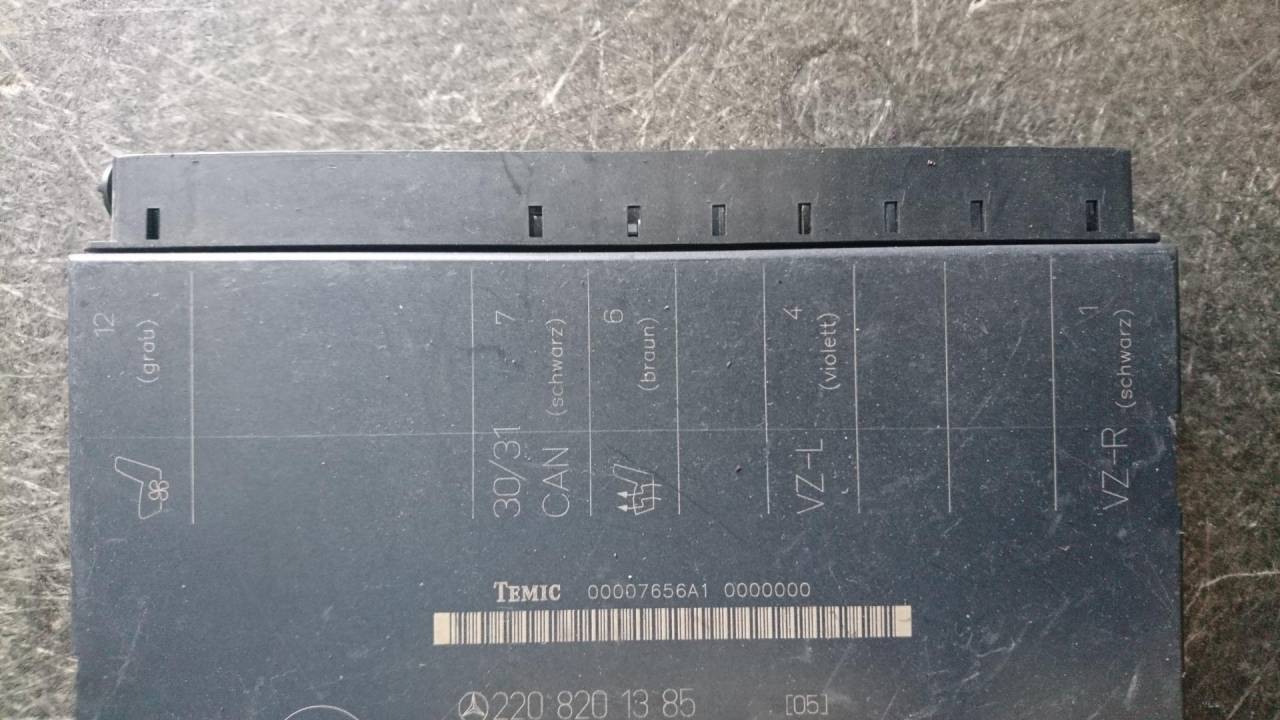 12
(grau)
7
(schwarz)
30/31
CAN
6
(braun)
4
(violett)
VZ-L
1
(schwarz)
VZ-R
TEMIC 00007656A1 0000000
220 820 13 85 [05]